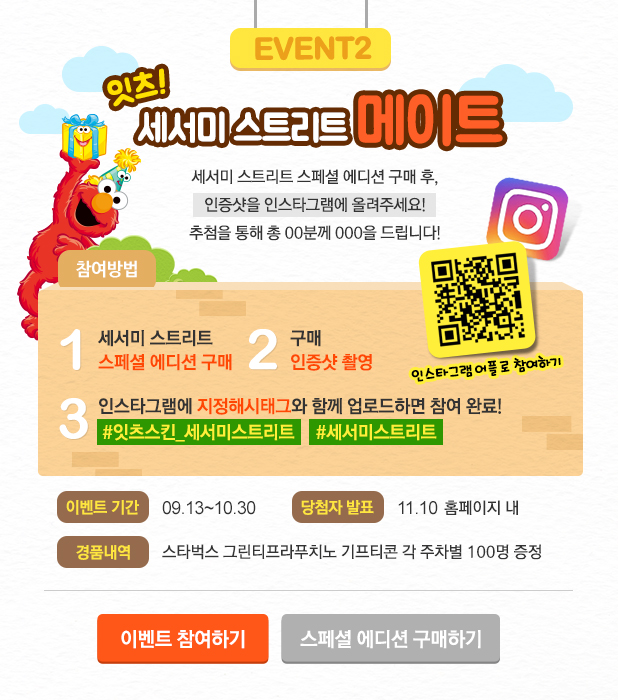 EVENT2
잇츠!
세서미 스트리트 메이트
세서미 스트리트 스페셜 에디션 구매 후,
인증샷을 인스타그램에 올려주세요!
추첨을 통해 총 00분께 000을 드립니다!
참여방법
1 세서미 스트리트
스페셜 에디션 구매
2 구매
인증샷 촬영
인스타그램 어플로 참여하기
3 인스타그램에 지정해시태그와 함께 업로드하면 참여 완료!
#잇츠스킨_세서미스트리트 #세서미스트리트
이벤트 기간 09.13~10.30
당첨자 발표 11.10 홈페이지 내
경품내역 스타벅스 그린티프라푸치노 기프티콘 각 주차별 100명 증정
이벤트 참여하기
스페셜 에디션 구매하기